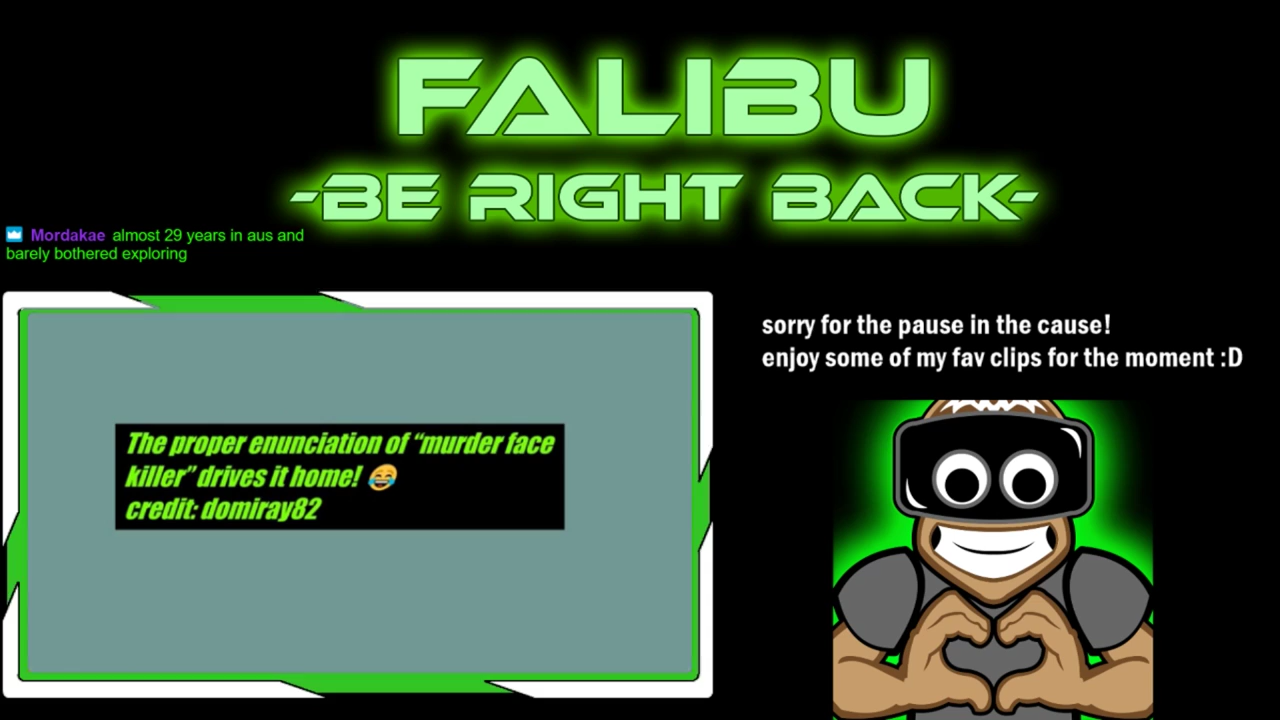 FALIBU
-BE RIGHT BACK-
Mordakae almost 29 years in aus and
barely bothered exploring
sorry for the pause in the cause!
enjoy some of my fav clips for the moment :D
The proper enunciation of “murder face
killer” drives it home! 😂
credit: domiray82